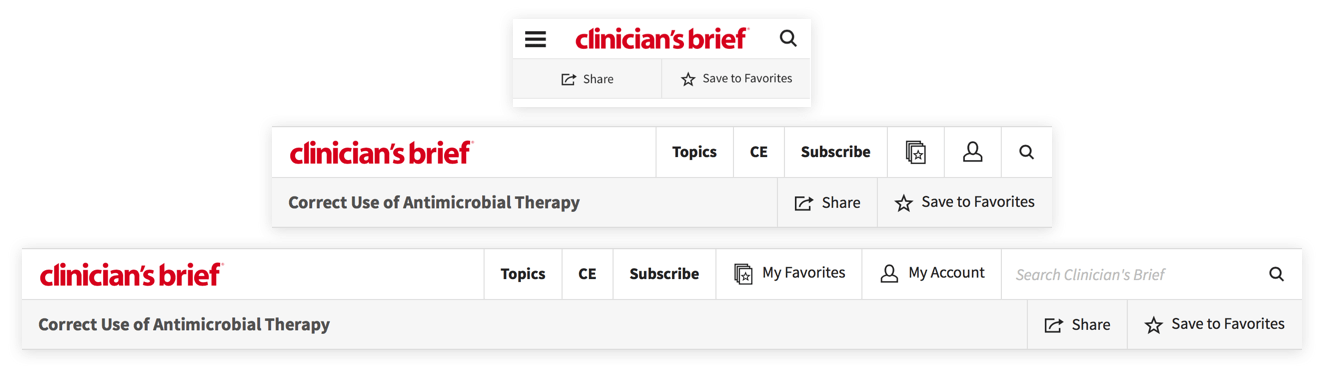 clinician's brief
Share Save to Favorites
clinician's brief Topics CE Subscribe
Correct Use of Antimicrobial Therapy Share Save to Favorites
clinician's brief Topics CE Subscribe My Favorites My Account Search Clinician's Brief
Correct Use of Antimicrobial Therapy Share Save to Favorites